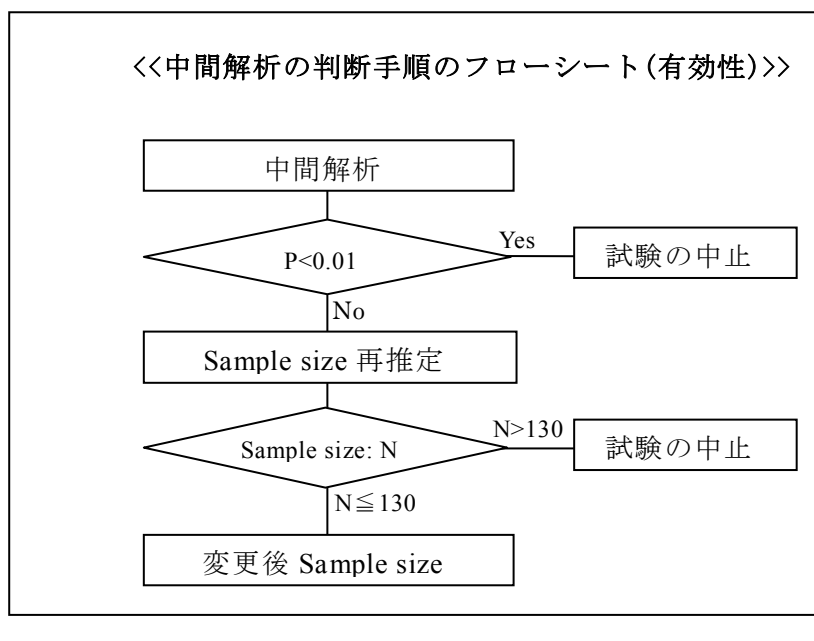 <<中間解析の判断手順のフローシート(有効性)>>
中間解析
P<0.01
Yes
試験の中止
No
Sample size 再推定
Sample size: N
N>130
試験の中止
N≦130
変更後 Sample size